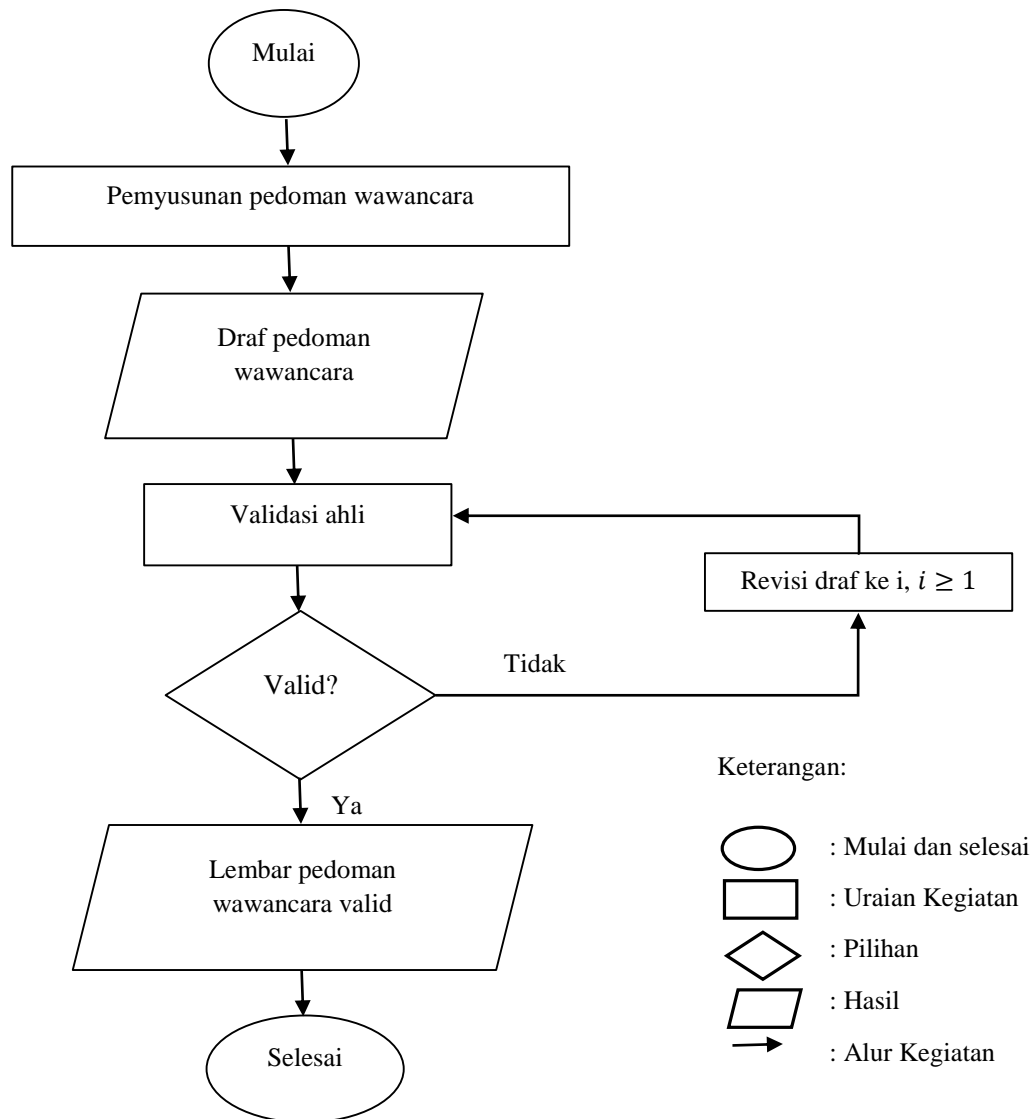 Mulai
Pemyusunan pedoman wawancara
Draf pedoman
wawancara
Validasi ahli
Revisi draf ke i, 𝑖 ≥ 1
Valid?
Tidak
Ya
Lembar pedoman
wawancara valid
Selesai
Keterangan:
: Mulai dan selesai
: Uraian Kegiatan
: Pilihan
: Hasil
: Alur Kegiatan